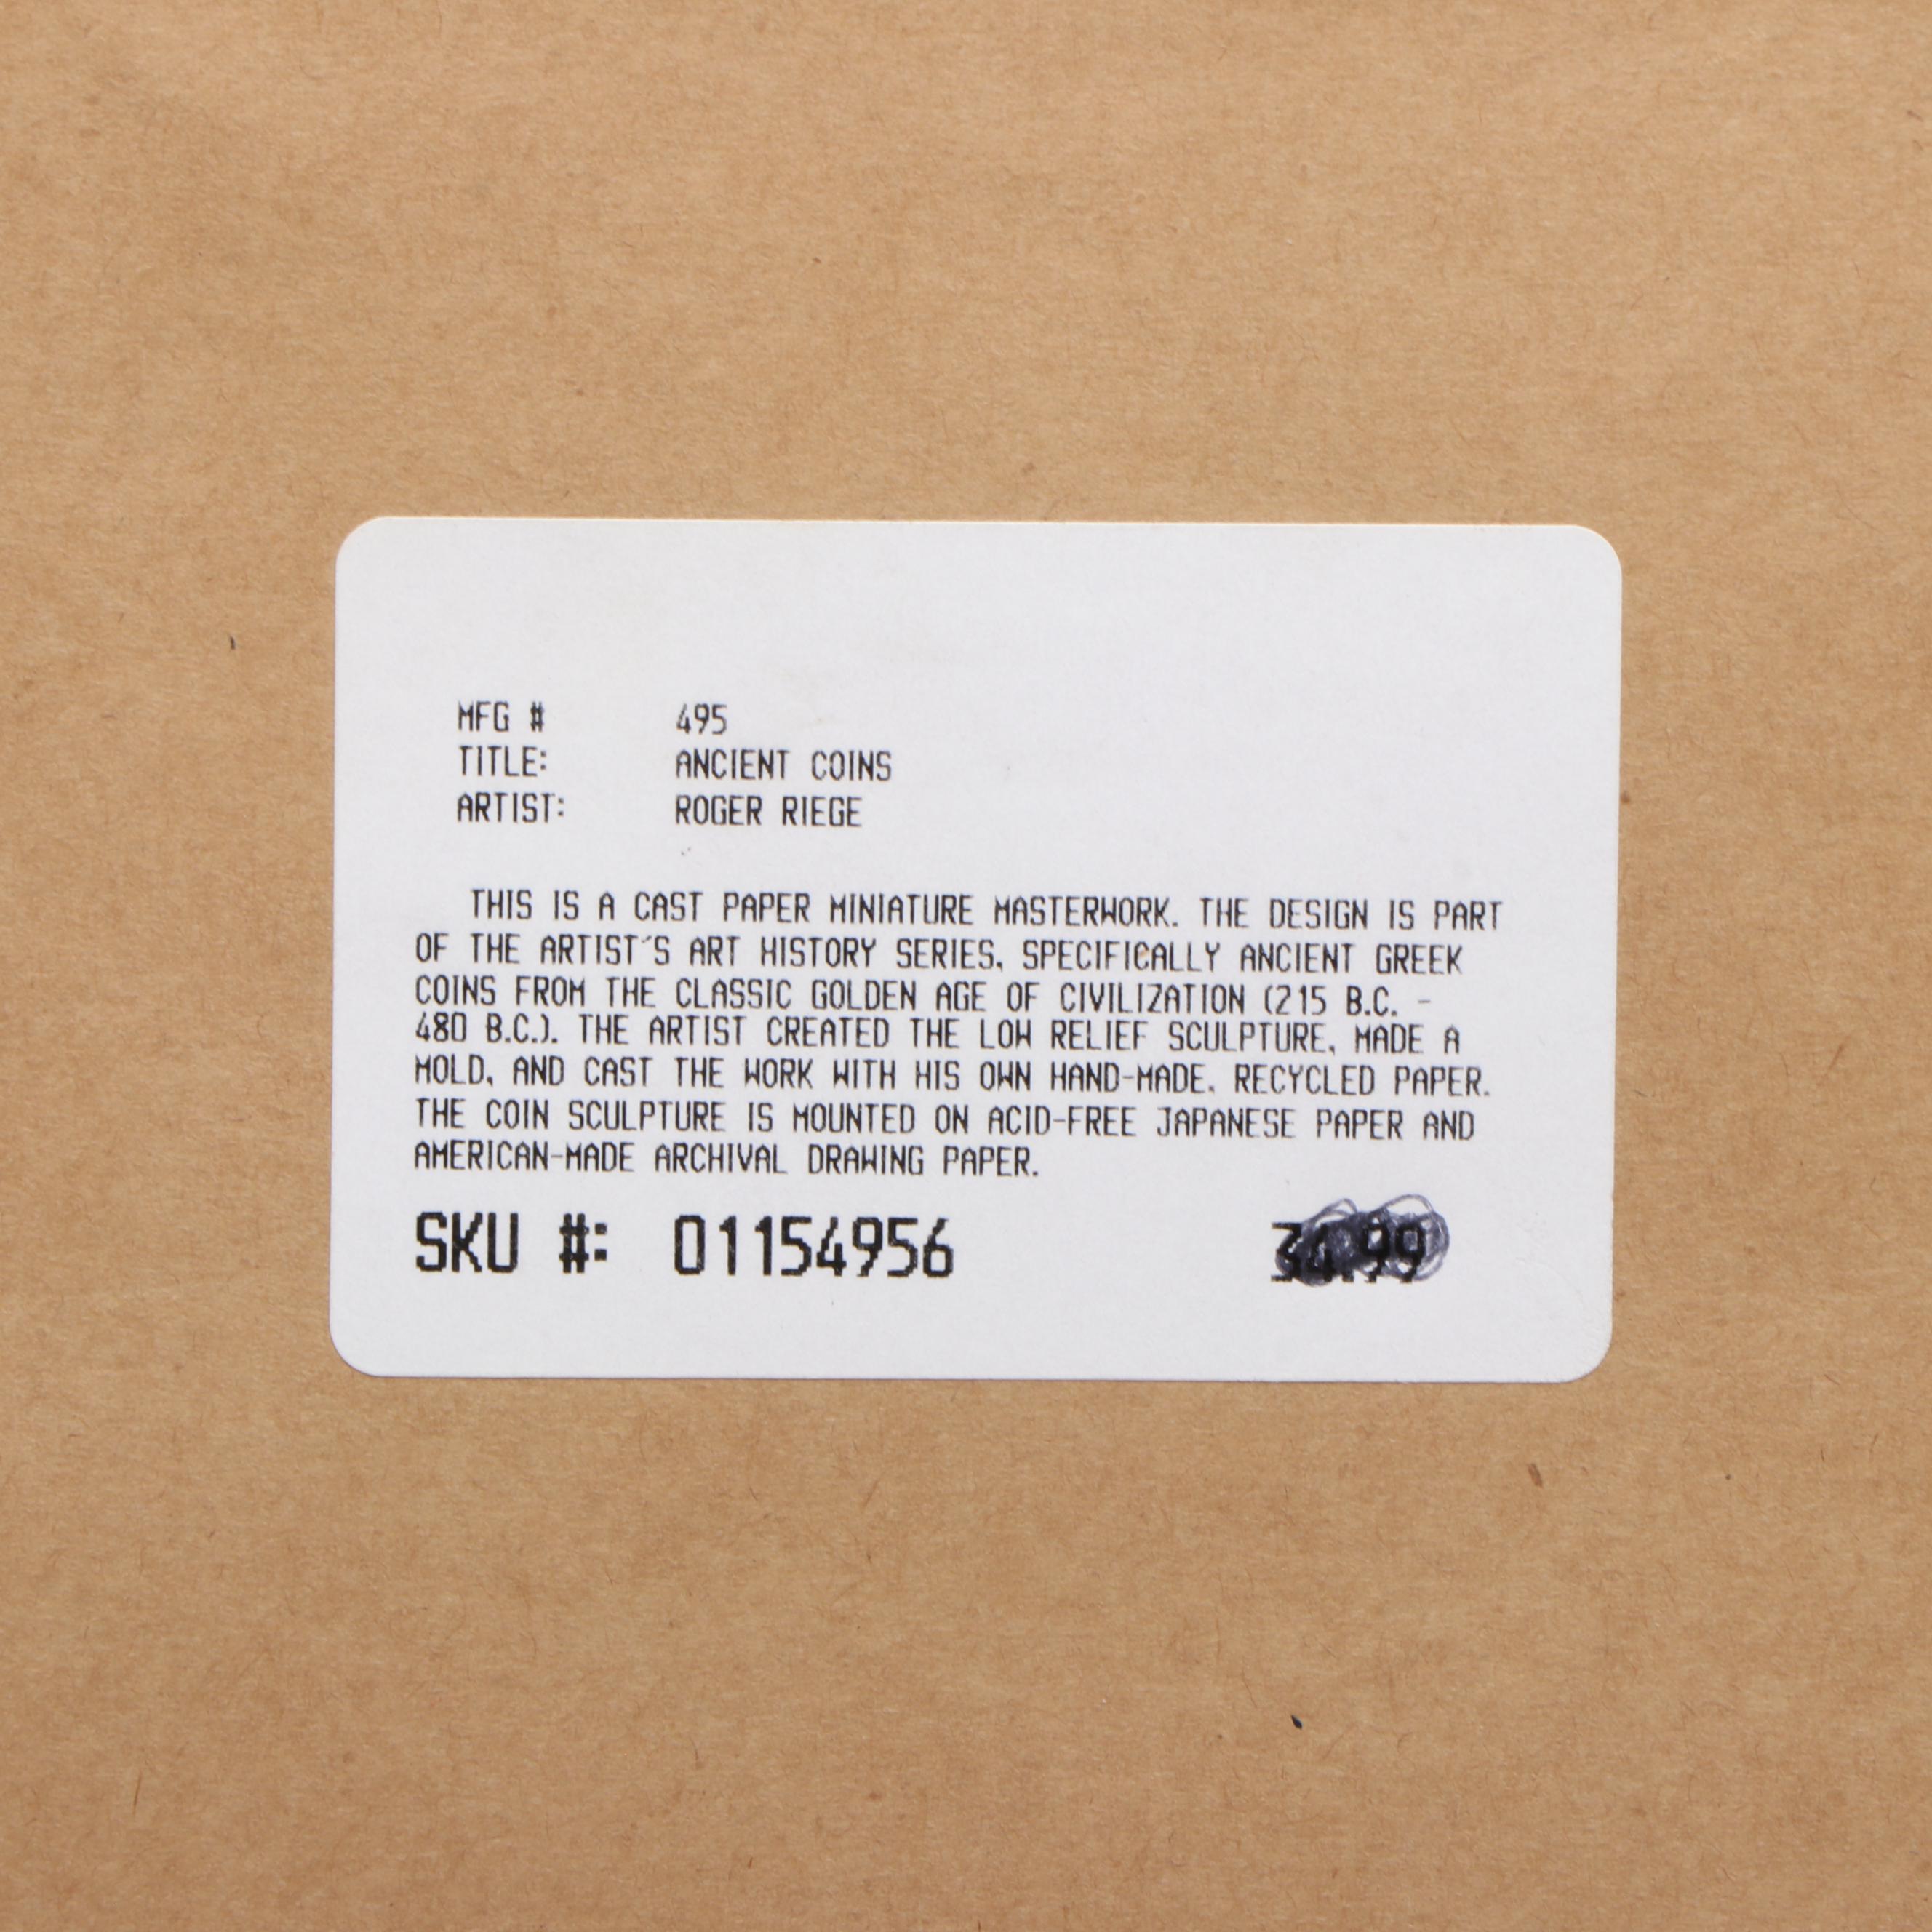 MFG # 495
TITLE: ANCIENT COINS
ARTIST: ROGER RIEGE
THIS IS A CAST PAPER MINIATURE MASTERWORK. THE DESIGN IS PART
OF THE ARTIST'S ART HISTORY SERIES, SPECIFICALLY ANCIENT GREEK
COINS FROM THE CLASSIC GOLDEN AGE OF CIVILIZATION (215 B.C. -
480 B.C.). THE ARTIST CREATED THE LOW RELIEF SCULPTURE, MADE A
MOLD, AND CAST THE WORK WITH HIS OWN HAND-MADE, RECYCLED PAPER.
THE COIN SCULPTURE IS MOUNTED ON ACID-FREE JAPANESE PAPER AND
AMERICAN-MADE ARCHIVAL DRAWING PAPER.
SKU #: 01154956 34.99